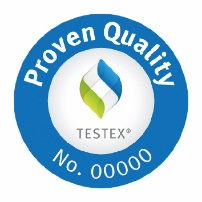 Proven Quality
TESTEX®
No. 00000